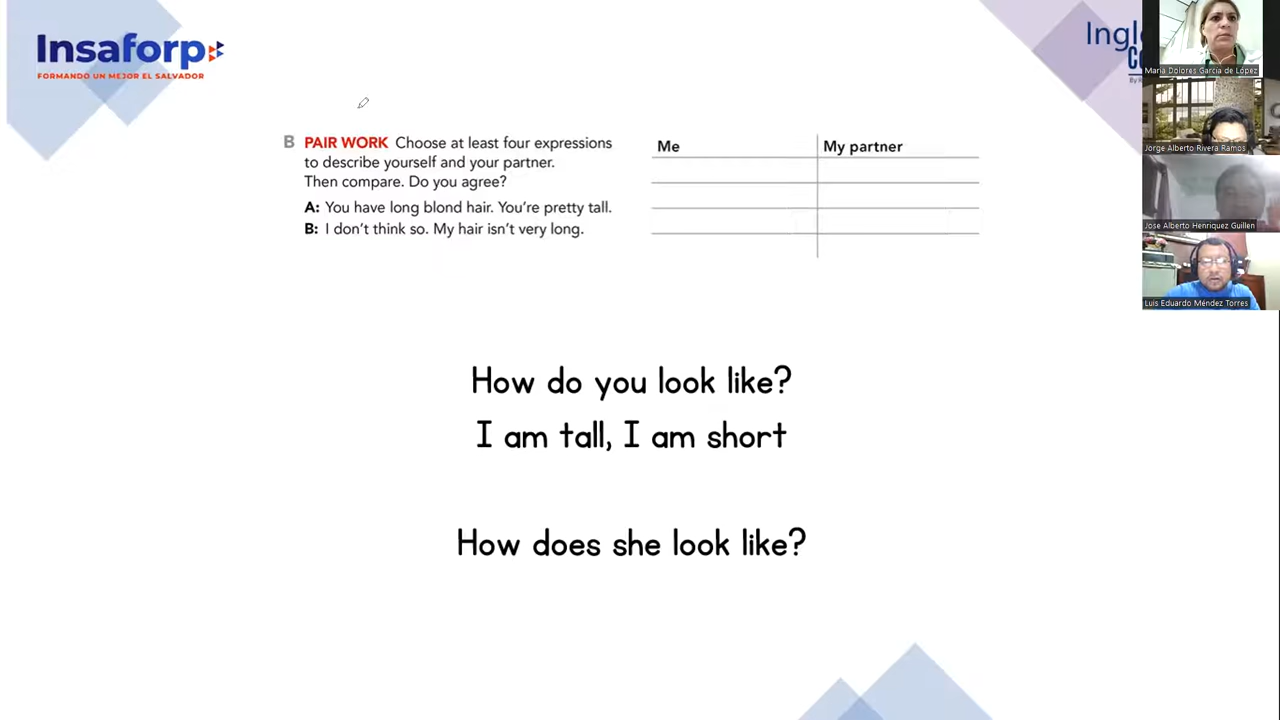 Insaforp
FORMANDO UN MEJOR EL SALVADOR
B PAIR WORK Choose at least four expressions
to describe yourself and your partner.
Then compare. Do you agree?
A: You have long blond hair. You're pretty tall.
B: I don't think so. My hair isn't very long.
Me
My partner
How do you look like?
I am tall, I am short
How does she look like?
Maria Dolores Garcia de López
Jorge Alberto Rivera Ramos
Jose Alberto Henriquez Guillen
Luis Eduardo Méndez Torres